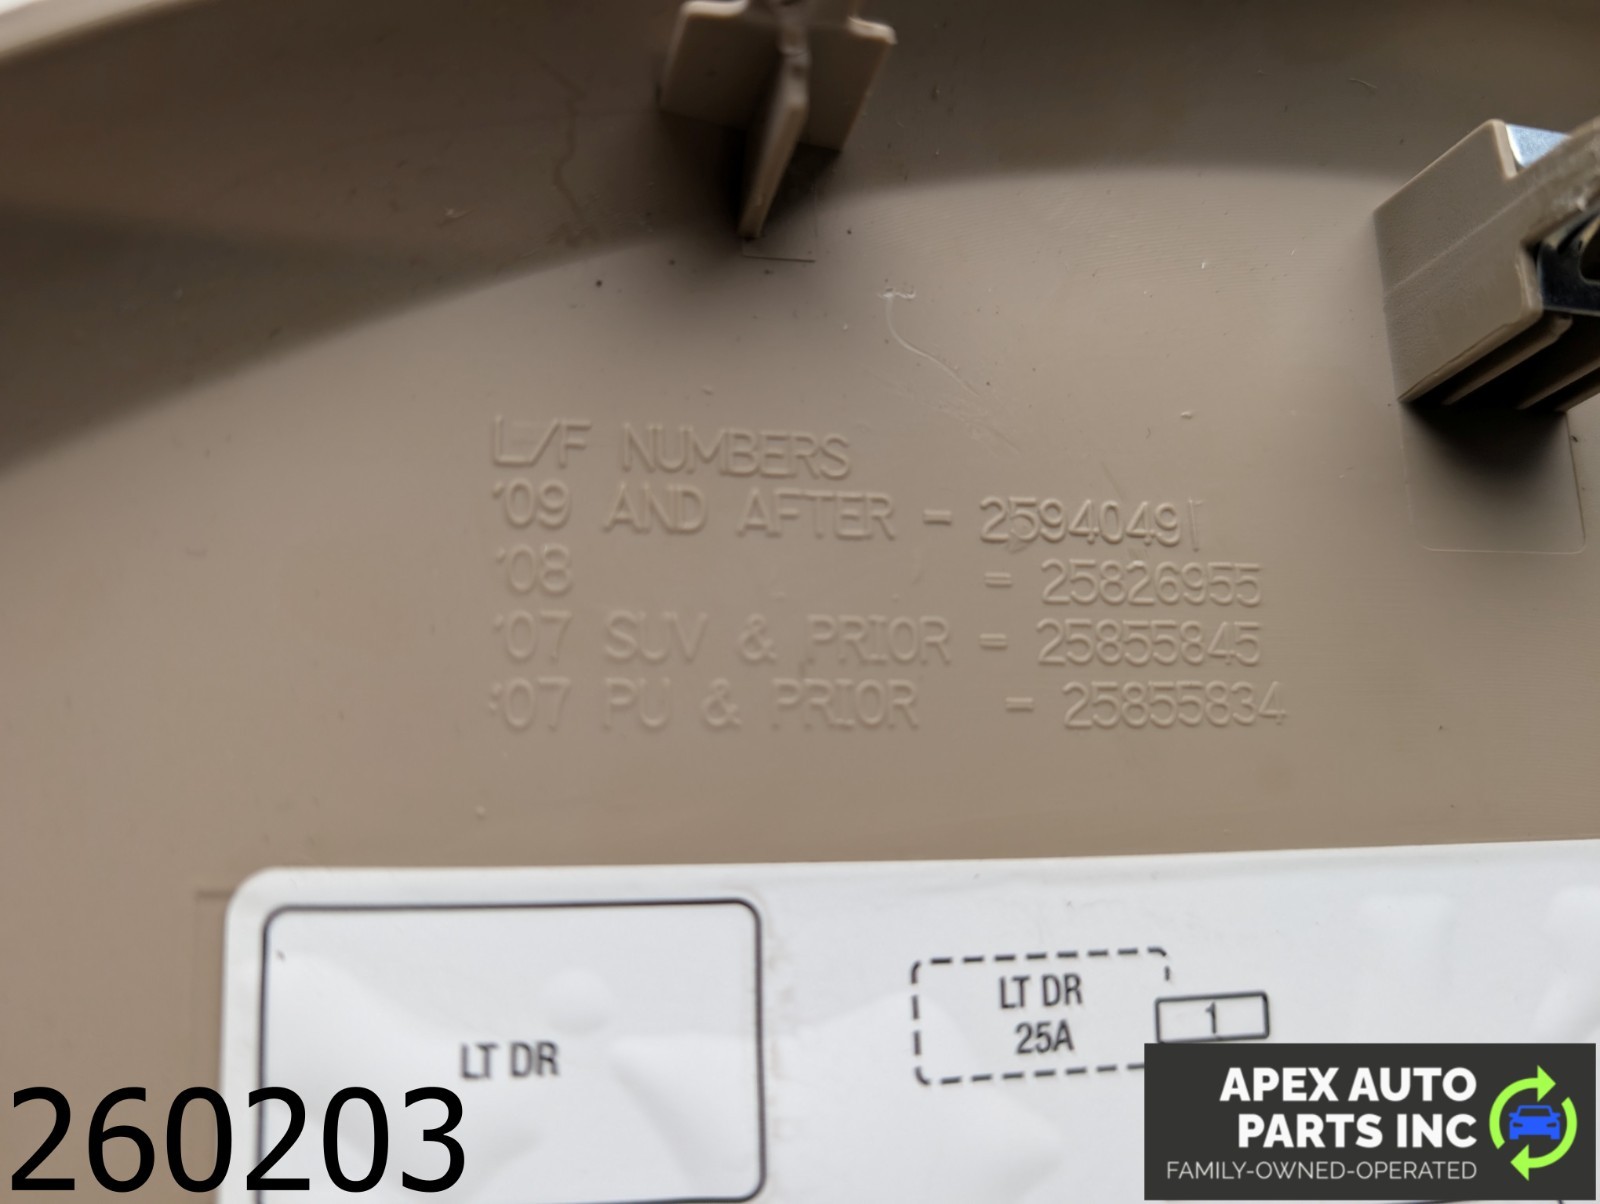 L/F NUMBERS
'09 AND AFTER - 25940491
'08 = 25826955
'07 SUV & PRIOR = 25855845
'07 PU & PRIOR - 25855834
LT DR
LT DR
25A
1
260203
APEX AUTO
PARTS INC
FAMILY-OWNED-OPERATED